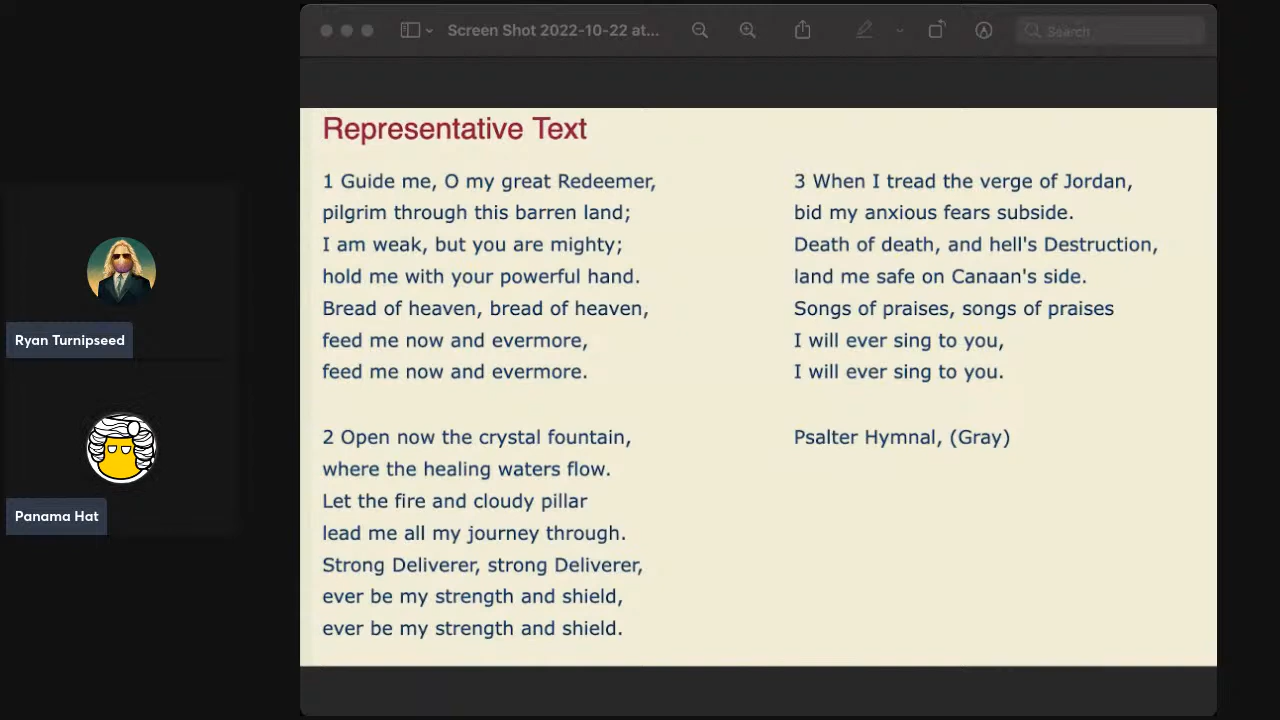 Screen Shot 2022-10-22 at...
Search
Representative Text
1 Guide me, O my great Redeemer,
pilgrim through this barren land;
I am weak, but you are mighty;
hold me with your powerful hand.
Bread of heaven, bread of heaven,
feed me now and evermore,
feed me now and evermore.
2 Open now the crystal fountain,
where the healing waters flow.
Let the fire and cloudy pillar
lead me all my journey through.
Strong Deliverer, strong Deliverer,
ever be my strength and shield,
ever be my strength and shield.
3 When I tread the verge of Jordan,
bid my anxious fears subside.
Death of death, and hell's Destruction,
land me safe on Canaan's side.
Songs of praises, songs of praises
I will ever sing to you,
I will ever sing to you.
Psalter Hymnal, (Gray)
Ryan Turnipseed
Panama Hat